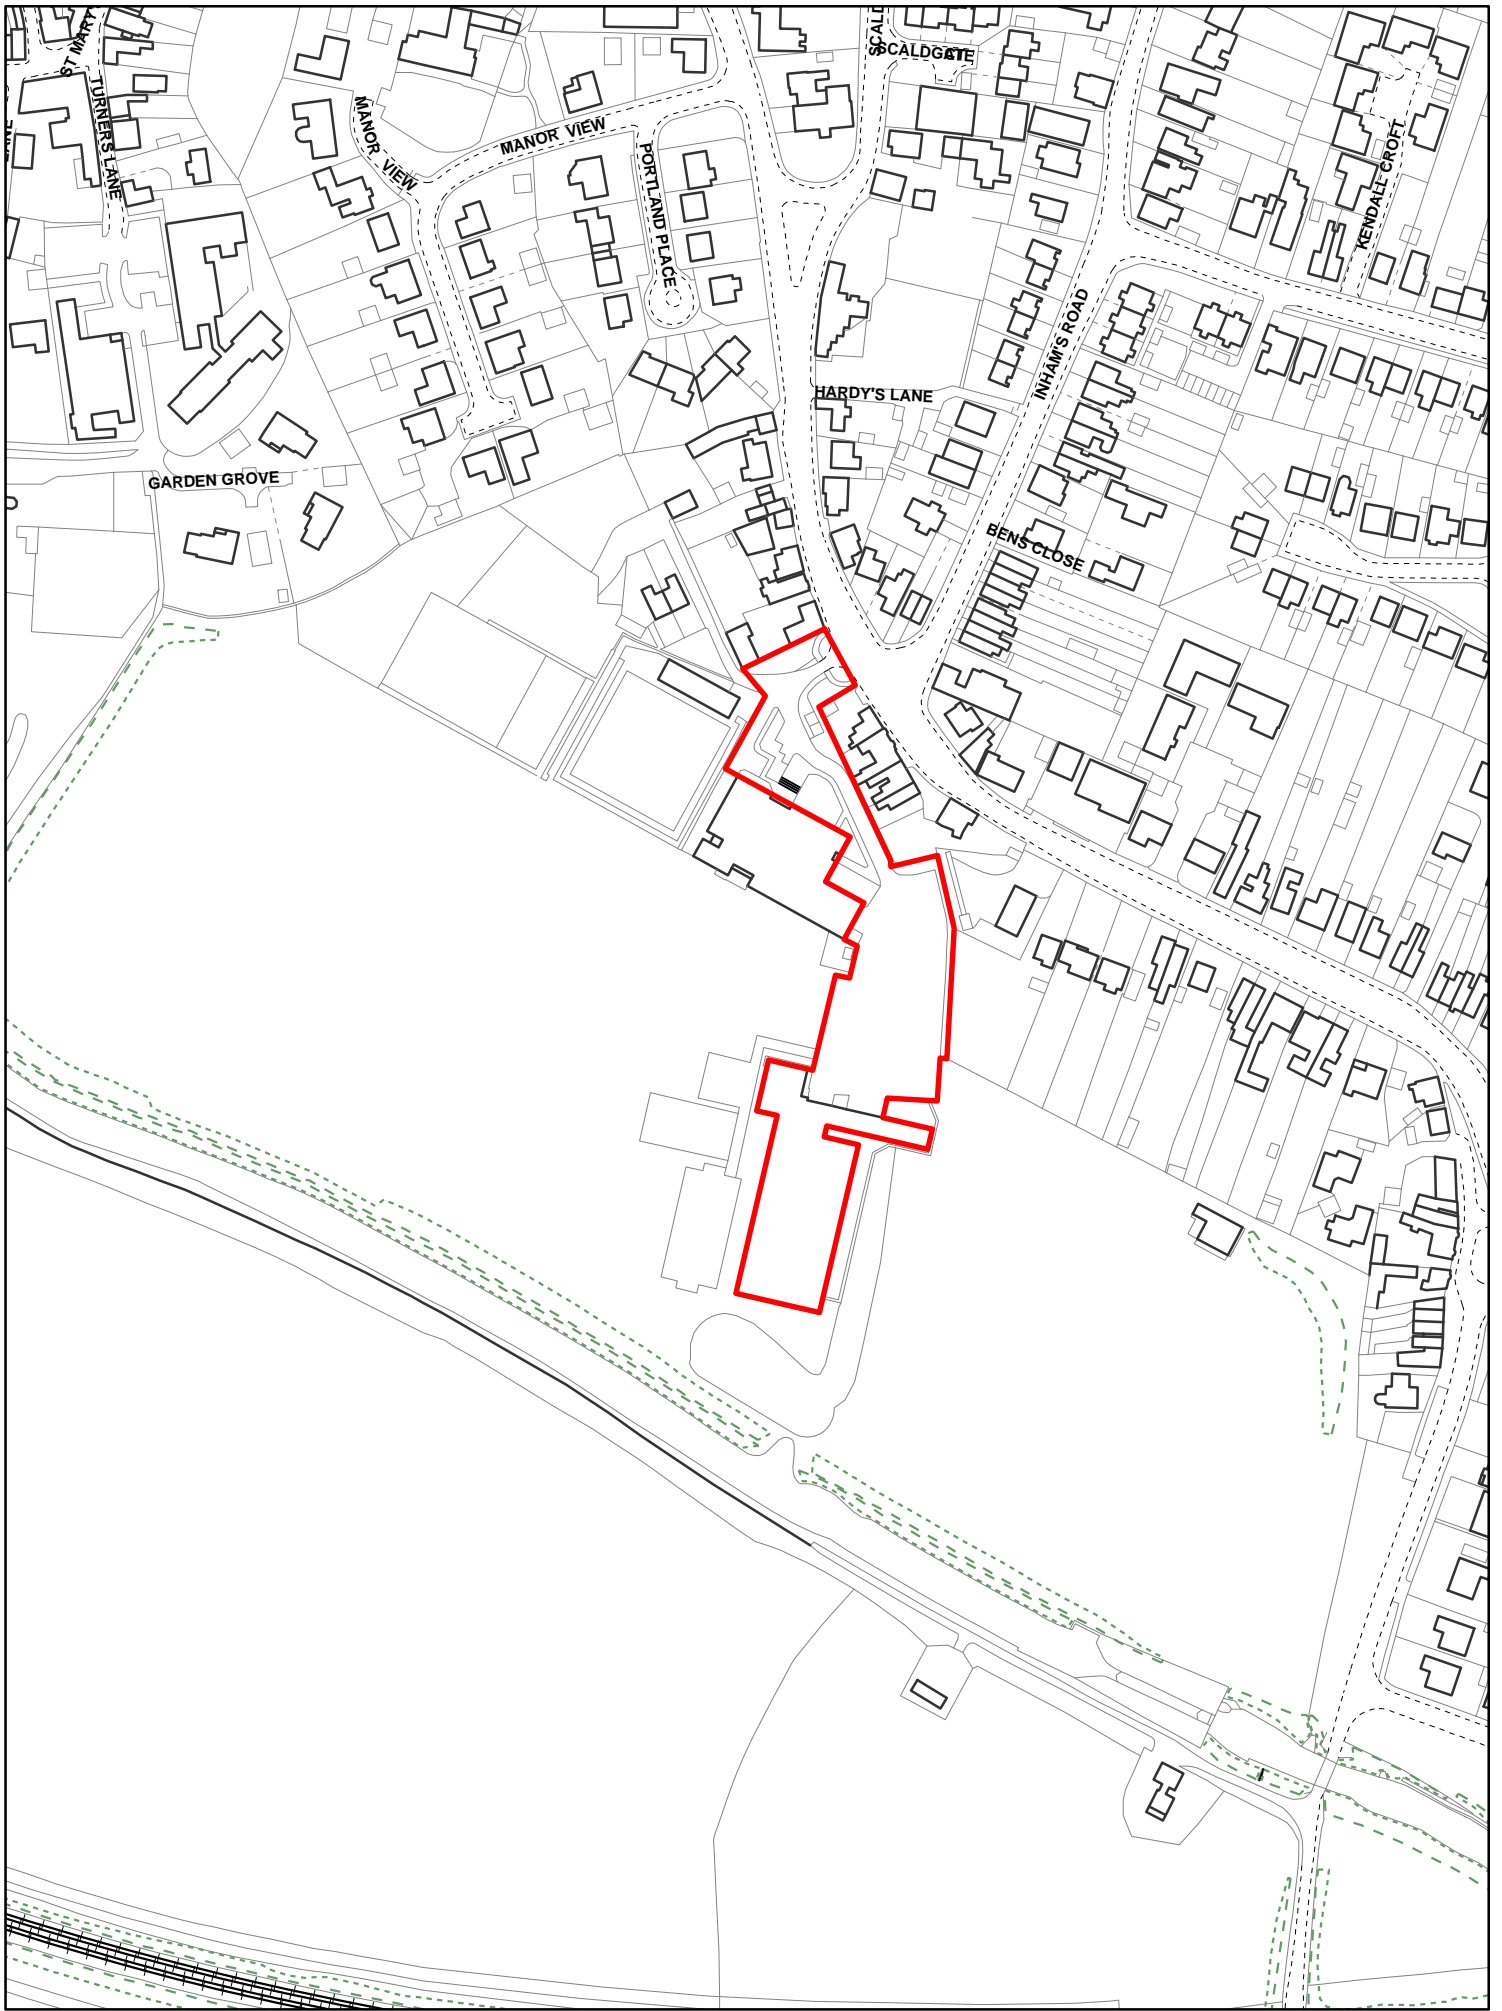 ST MARY'S
SCALDGATE
TURNERS LANE
LANE
MANOR VIEW
MANOR VIEW
PORTLAND PLACE
KENDALL CROFT
INHAM'S ROAD
HARDY'S LANE
GARDEN GROVE
BENS CLOSE